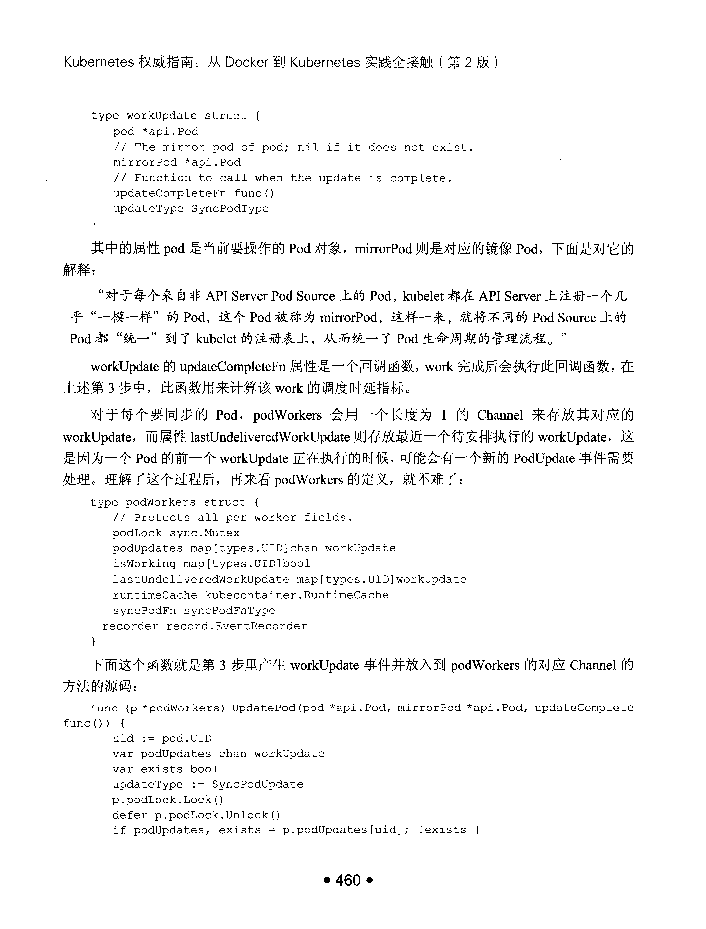 Kubernetes 权威指南：从 Docker 到 Kubernetes 实践全接触（第 2 版）
type workUpdate struct {
pod *api.Pod
// The mirror pod of pod; nil if it does not exist.
mirrorPod *api.Pod
// Function to call when the update is complete.
updateCompleteFn func()
updateType SyncPodType
其中的属性 pod 是当前要操作的 Pod 对象，mirrorPod 则是对应的镜像 Pod，下面是对它的
解释：
“对于每个来自非 API Server Pod Source 上的 Pod，kubelet 都在 API Server 上注册一个几
乎“一模一样”的 Pod，这个 Pod 被称为 mirrorPod，这样一来，就将不同的 Pod Source 上的
Pod 都“统一”到了 kubelet 的注册表上，从而统一了 Pod 生命周期的管理流程。”
workUpdate 的 updateCompleteFn 属性是一个回调函数，work 完成后会执行此回调函数，在
上述第 3 步中，此函数用来计算该 work 的调度时延指标。
对于每个要同步的 Pod，podWorkers 会用一个长度为 1 的 Channel 来存放其对应的
workUpdate，而属性 lastUndeliveredWorkUpdate 则存放最近一个待安排执行的 workUpdate，这
是因为一个 Pod 的前一个 workUpdate 正在执行的时候，可能会有一个新的 PodUpdate 事件需要
处理。理解了这个过程后，再来看 podWorkers 的定义，就不难了：
type podWorkers struct {
// Protects all per worker fields.
podLock sync.Mutex
podUpdates map[types.UID]chan workUpdate
isWorking map[types.UID]bool
lastUndeliveredWorkUpdate map[types.UID]workUpdate
runtimeCache kubecontainer.RuntimeCache
syncPodFn syncPodFnType
recorder record.EventRecorder
}
下面这个函数就是第 3 步里产生 workUpdate 事件并放入到 podWorkers 的对应 Channel 的
方法的源码：
func (p *podWorkers) UpdatePod(pod *api.Pod, mirrorPod *api.Pod, updateComplete
func()) {
uid := pod.UID
var podUpdates chan workUpdate
var exists bool
updateType := SyncPodUpdate
p.podLock.Lock()
defer p.podLock.Unlock()
if podUpdates, exists = p.podUpdates[uid]; !exists {
• 460 •